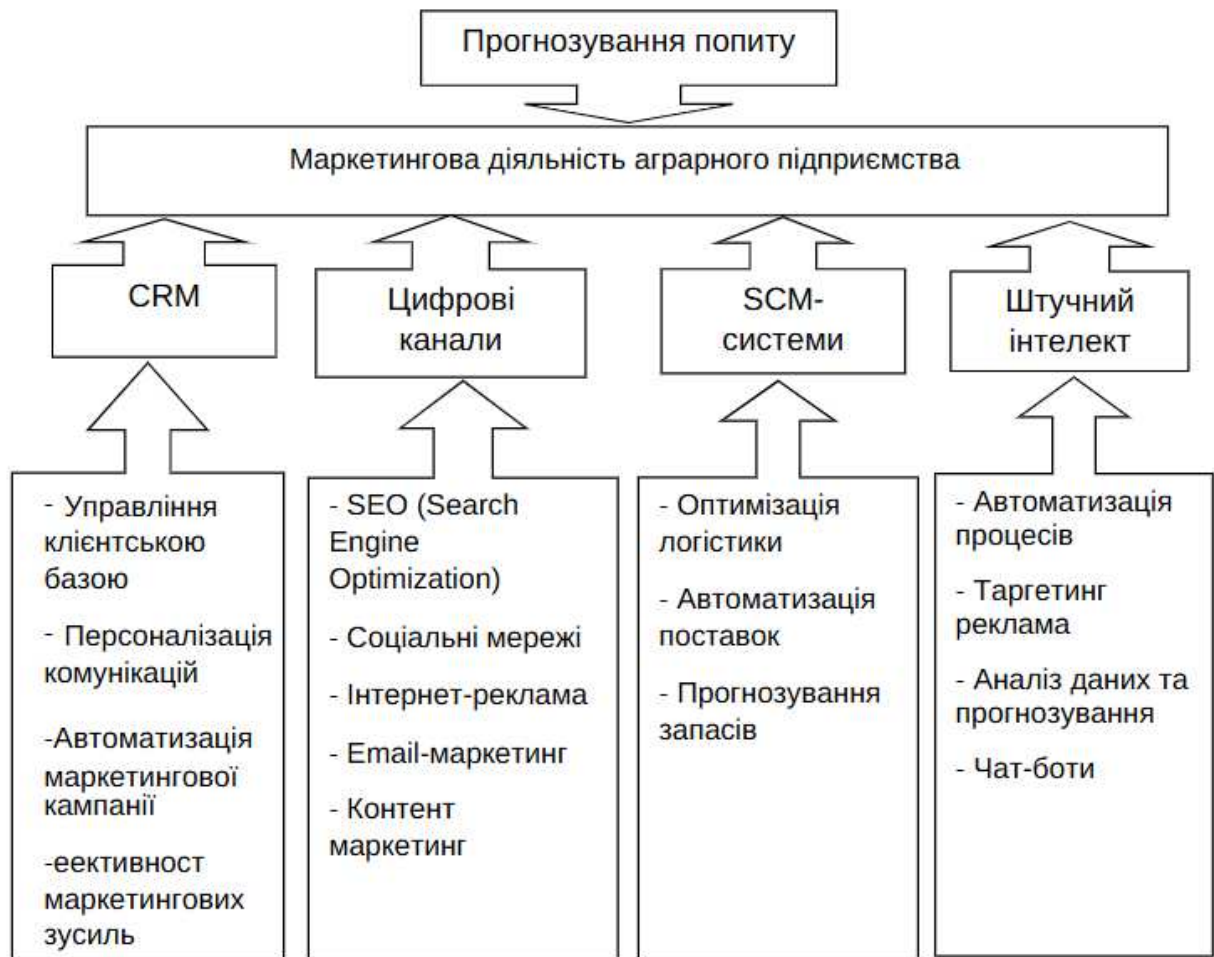 Прогнозування попиту
Маркетингова діяльність аграрного підприємства
CRM
Цифрові
канали
SCM-
системи
Штучний
інтелект
- Управління
клієнтською
базою
- Персоналізація
комунікацій
-Автоматизація
маркетингової
кампанії
-еективност
маркетингових
зусиль
- SEO (Search
Engine
Optimization)
- Соціальні мережі
- Інтернет-реклама
- Email-маркетинг
- Контент
маркетинг
- Оптимізація
логістики
- Автоматизація
поставок
- Прогнозування
запасів
- Автоматизація
процесів
- Таргетинг
реклама
- Аналіз даних та
прогнозування
- Чат-боти